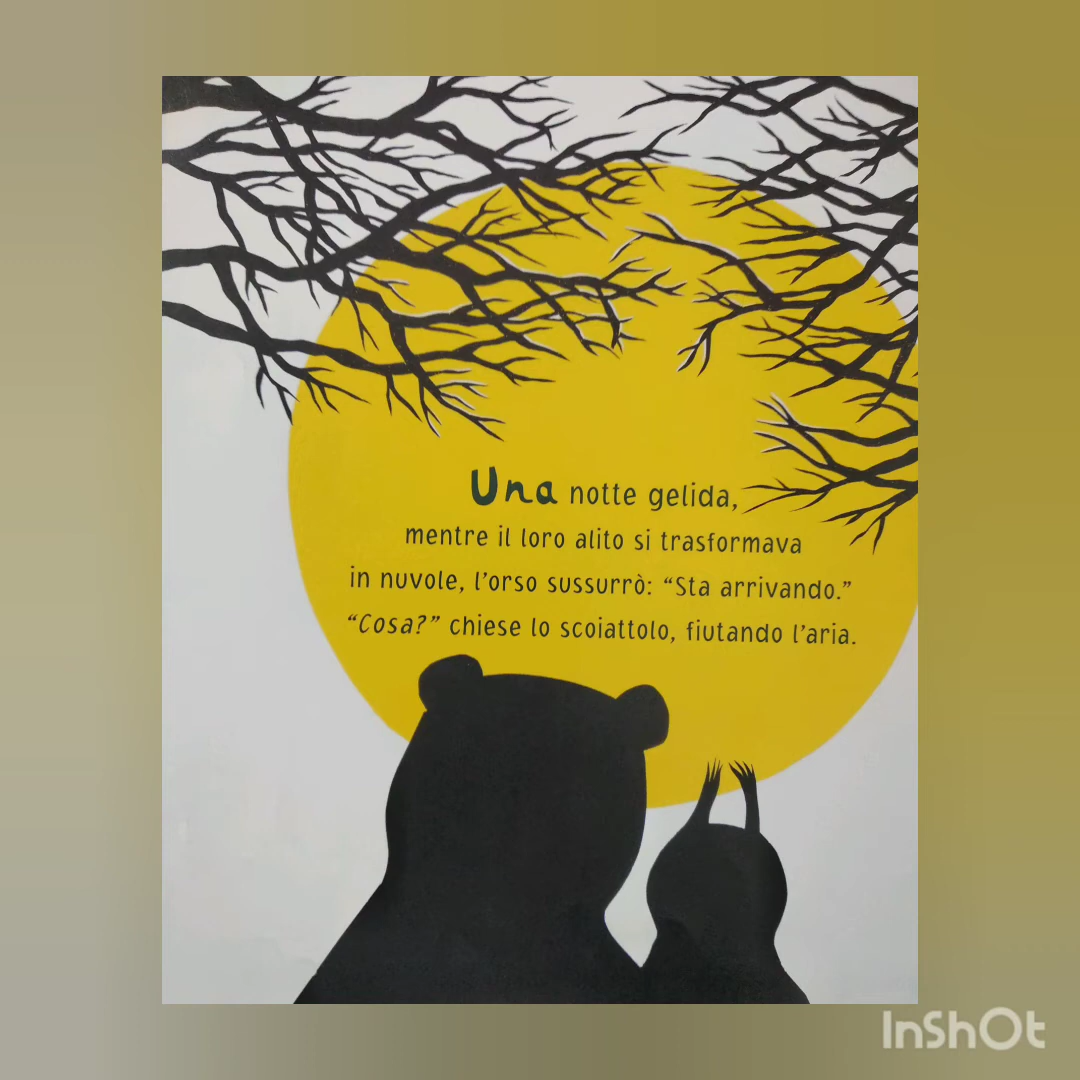 Una notte gelida,
mentre il loro alito si trasformava
in nuvole, l'orso sussurrò: “Sta arrivando.”
“Cosa?” chiese lo scoiattolo, fiutando l'aria.
InShOt